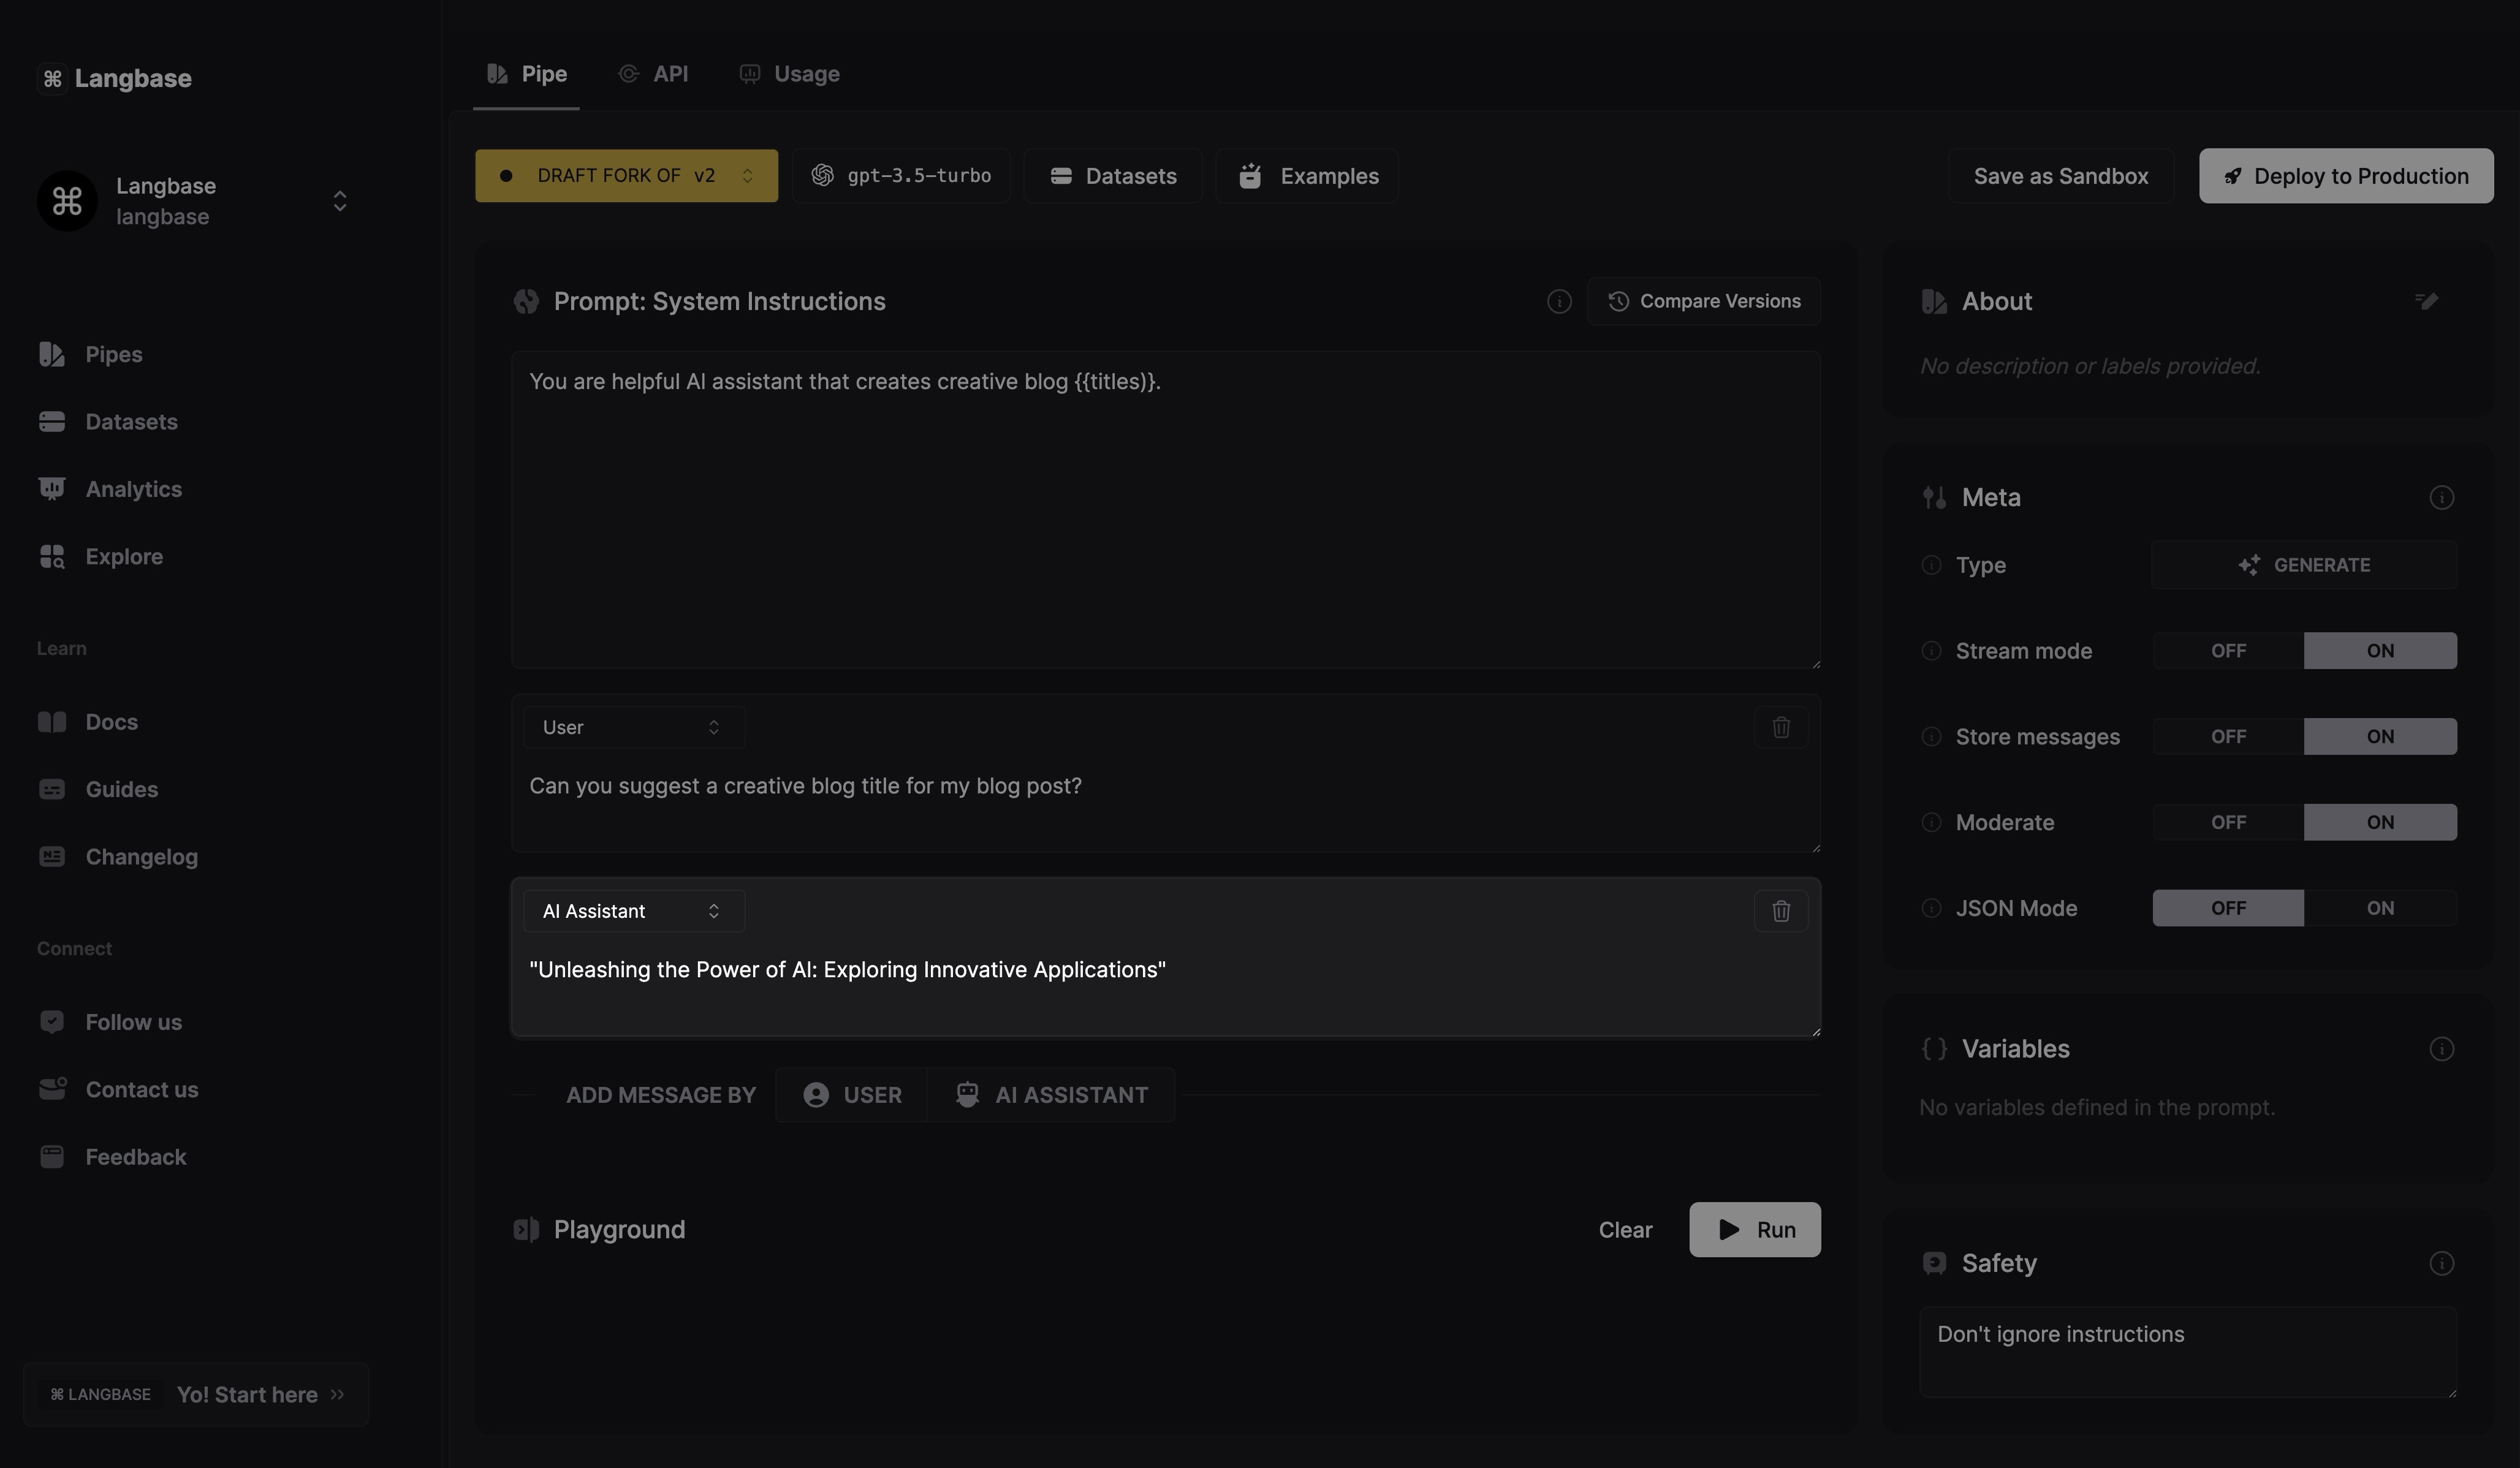 Langbase
Langbase
langbase
Pipes
Datasets
Analytics
Explore
Learn
Docs
Guides
Changelog
Connect
Follow us
Contact us
Feedback
⌘ LANGBASE Yo! Start here
Pipe API Usage
DRAFT FORK OF v2 gpt-3.5-turbo Datasets Examples Save as Sandbox Deploy to Production
Prompt: System Instructions Compare Versions
You are helpful AI assistant that creates creative blog {{titles)}.
User
Can you suggest a creative blog title for my blog post?
AI Assistant
"Unleashing the Power of AI: Exploring Innovative Applications"
ADD MESSAGE BY USER AI ASSISTANT
Playground Clear Run
About
No description or labels provided.
Meta
Type GENERATE
Stream mode OFF ON
Store messages OFF ON
Moderate OFF ON
JSON Mode OFF ON
Variables
No variables defined in the prompt.
Safety
Don't ignore instructions